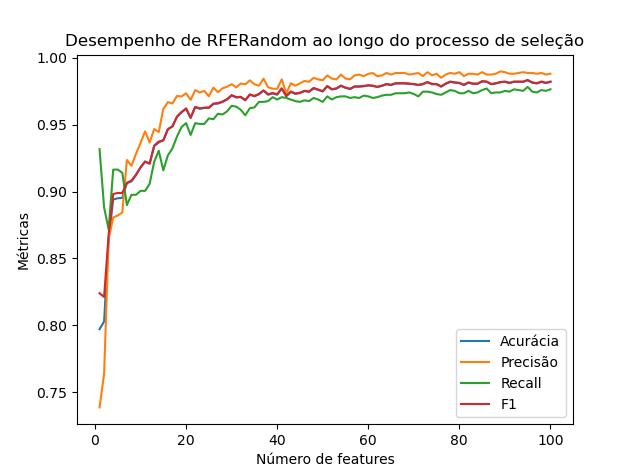 Desempenho de RFERandom ao longo do processo de seleção
1.00
0.95
0.90
0.85
0.80
0.75
Métricas
0
20
40
60
80
100
Número de features
Acurácia
Precisão
Recall
F1